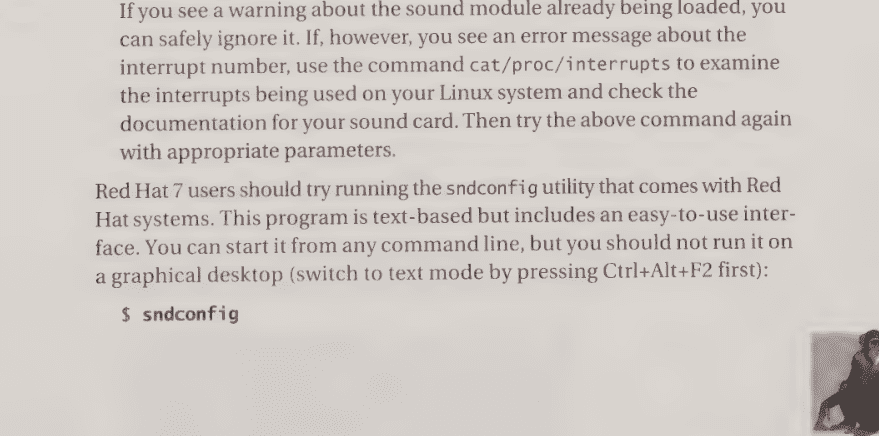 If you see a warning about the sound module already being loaded, you
can safely ignore it. If, however, you see an error message about the
interrupt number, use the command cat/proc/interrupts to examine
the interrupts being used on your Linux system and check the
documentation for your sound card. Then try the above command again
with appropriate parameters.
Red Hat 7 users should try running the sndconfig utility that comes with Red
Hat systems. This program is text-based but includes an easy-to-use inter-
face. You can start it from any command line, but you should not run it on
a graphical desktop (switch to text mode by pressing Ctrl+Alt+F2 first):
$ sndconfig